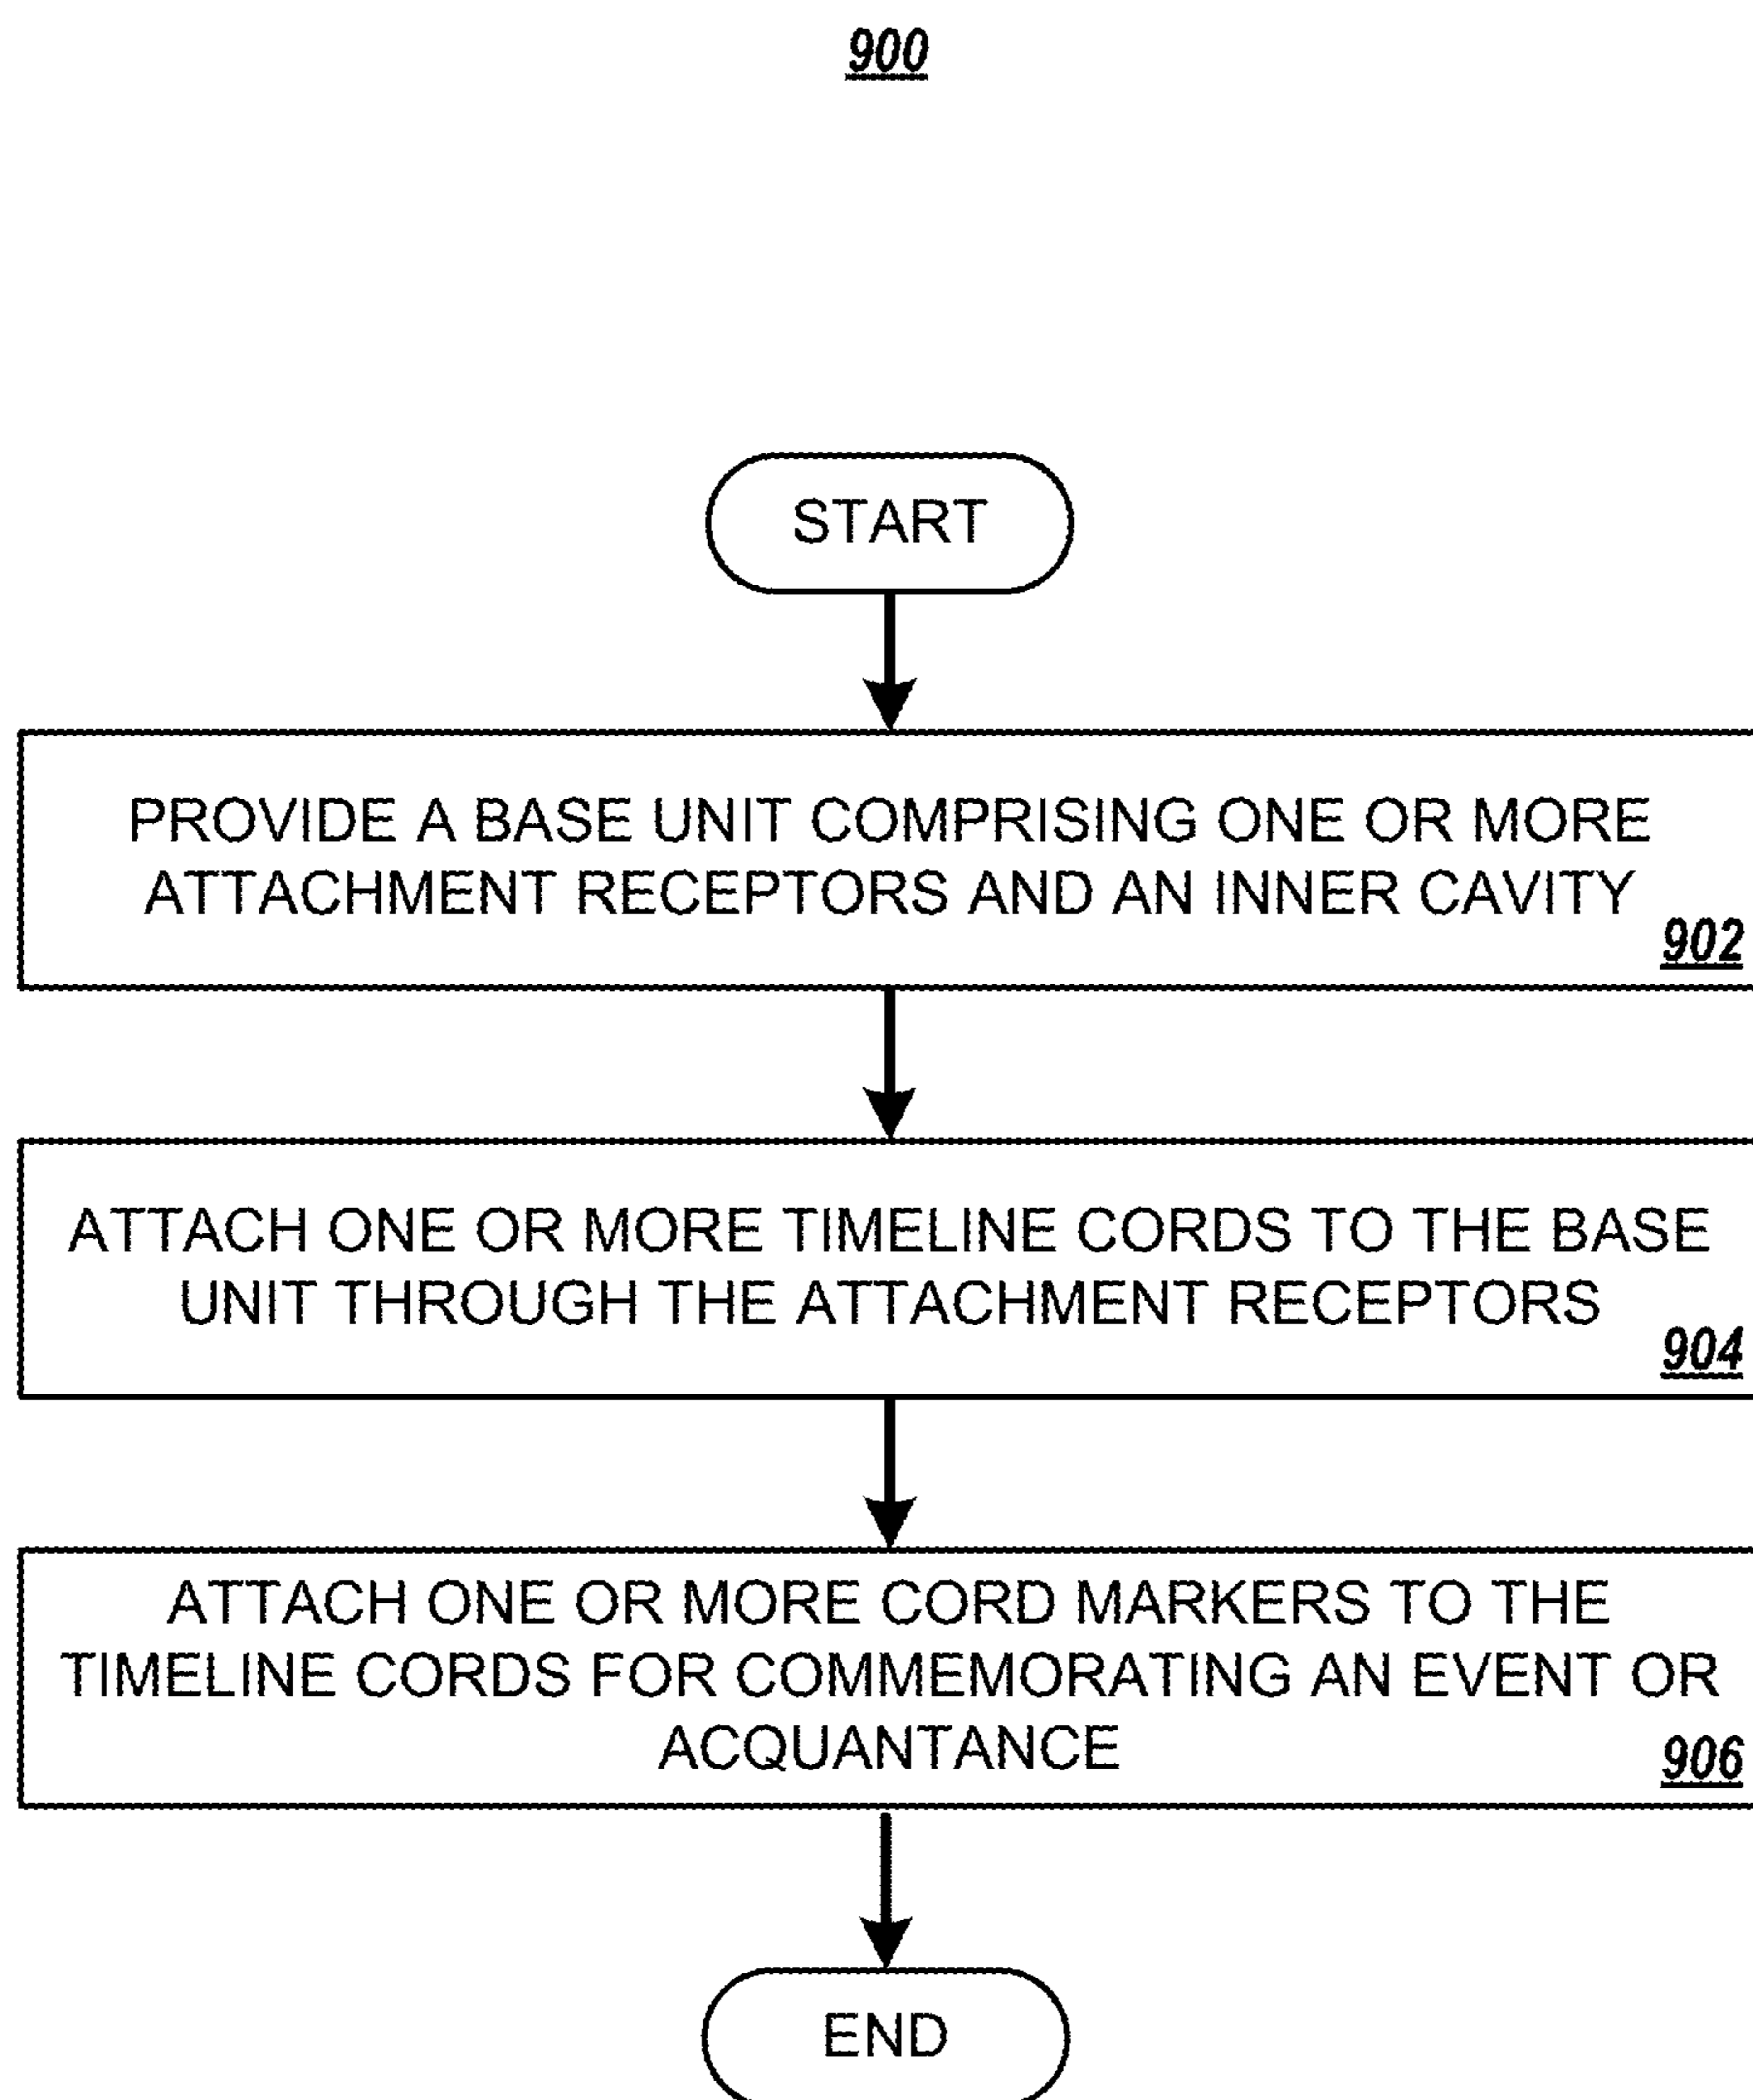 900
START
PROVIDE A BASE UNIT COMPRISING ONE OR MORE
ATTACHMENT RECEPTORS AND AN INNER CAVITY
902
ATTACH ONE OR MORE TIMELINE CORDS TO THE BASE
UNIT THROUGH THE ATTACHMENT RECEPTORS
904
ATTACH ONE OR MORE CORD MARKERS TO THE
TIMELINE CORDS FOR COMMEMORATING AN EVENT OR
ACQUANTANCE
906
END